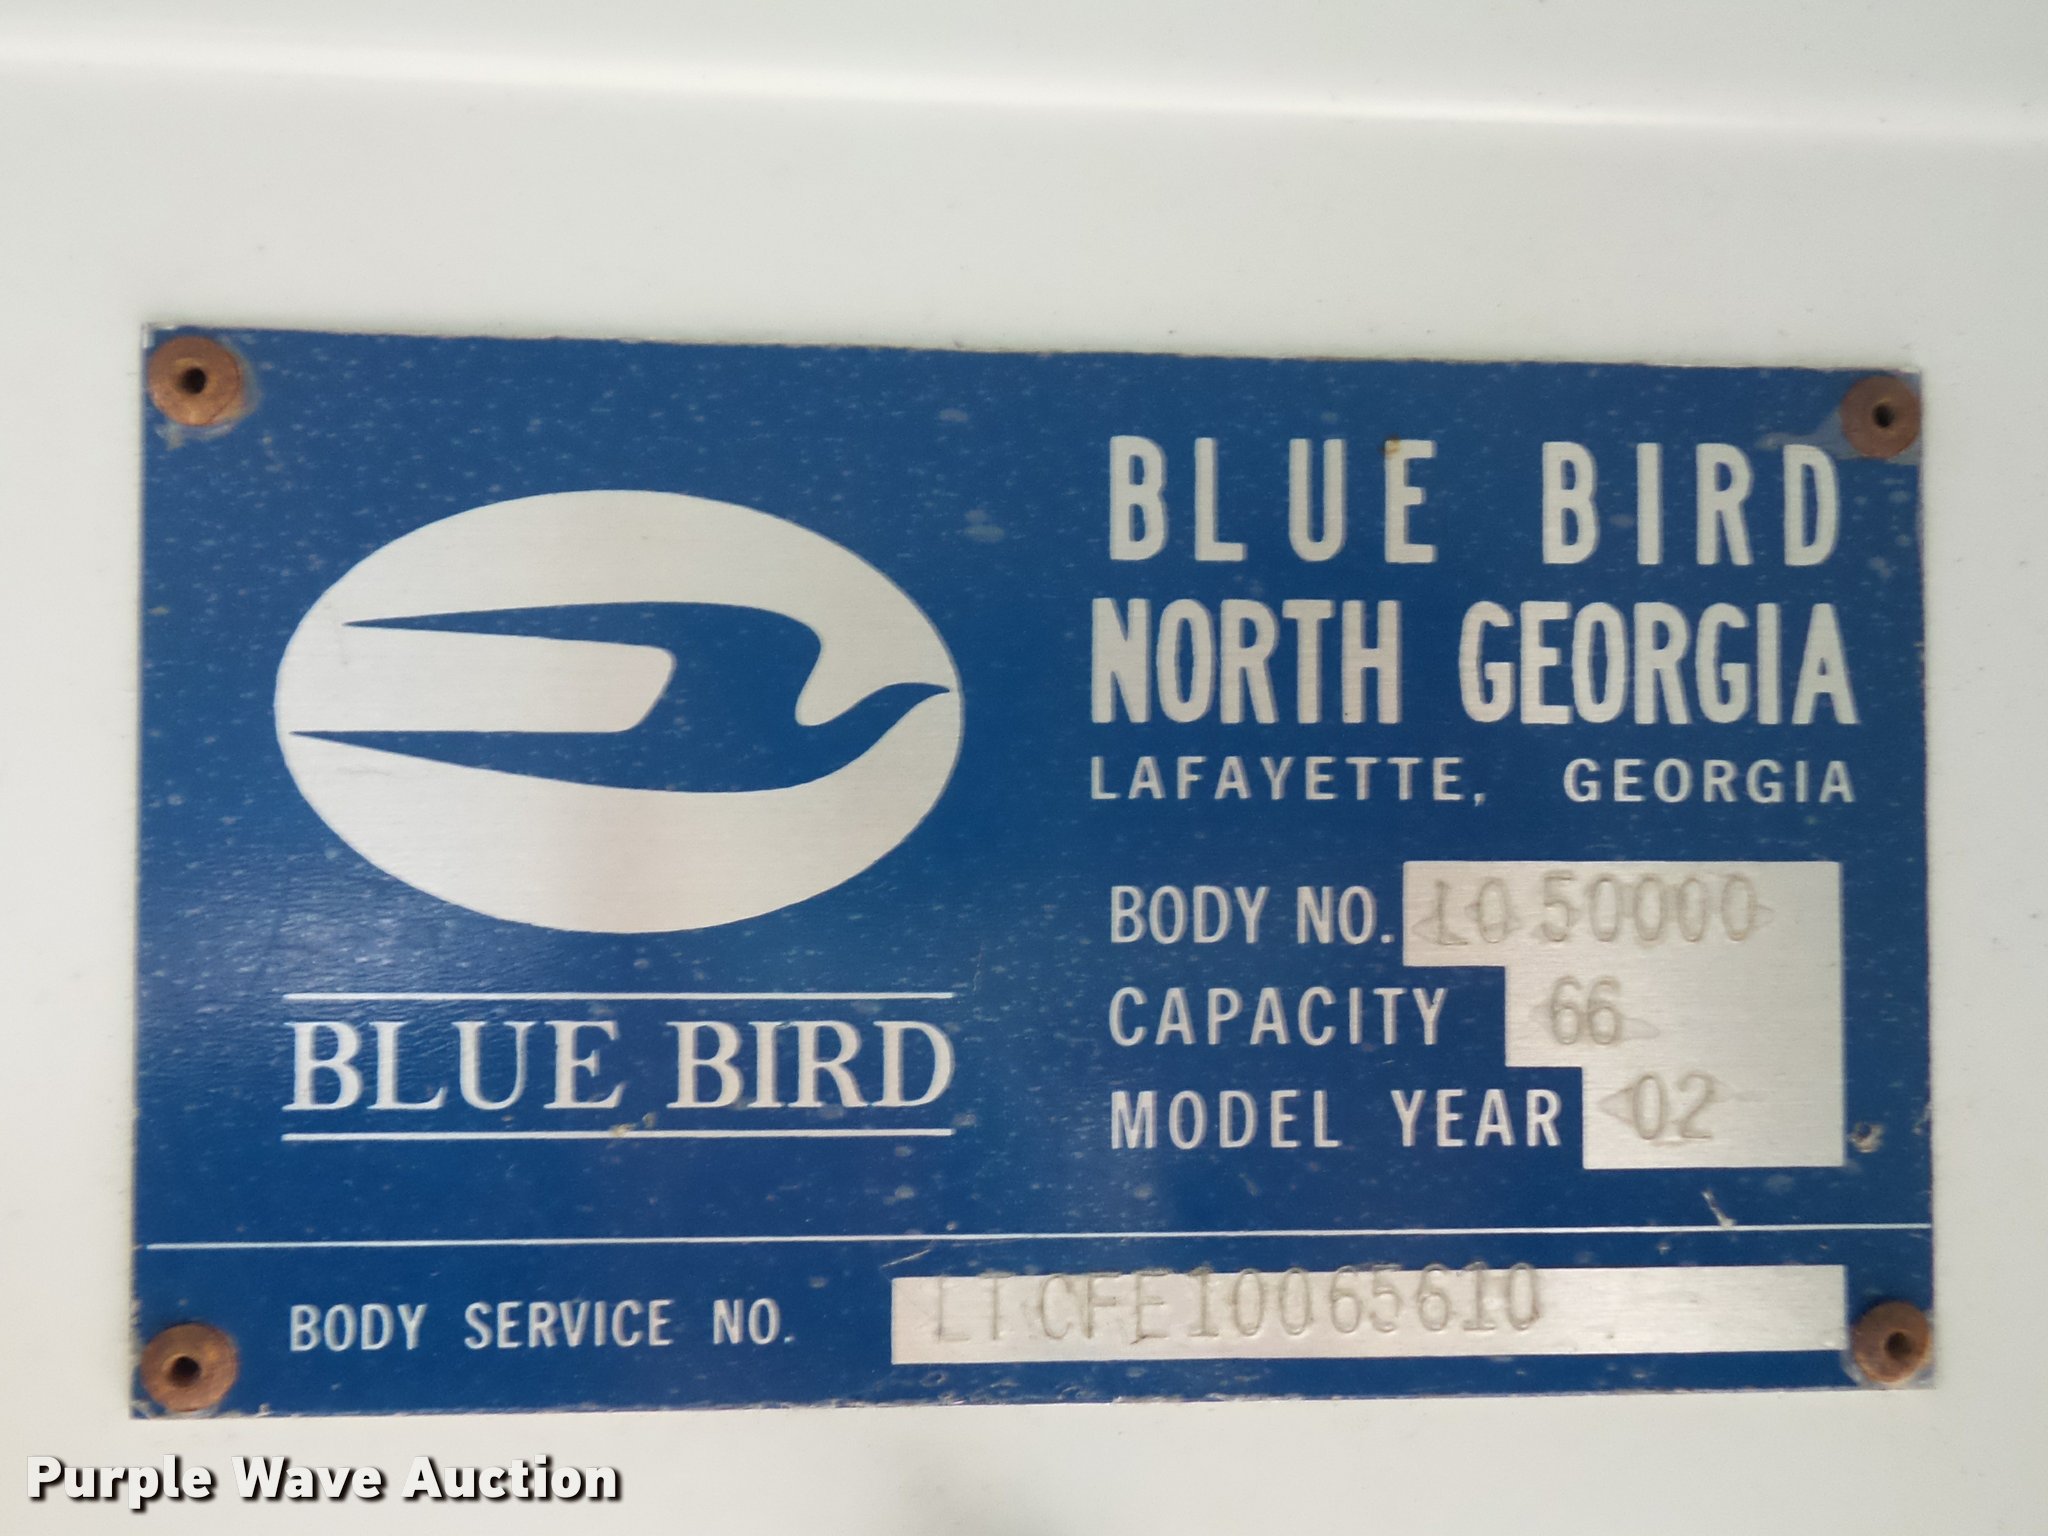 BLUE BIRD
NORTH GEORGIA
LAFAYETTE, GEORGIA
BODY NO. L050000
CAPACITY 66
MODEL YEAR 02
BLUE BIRD
BODY SERVICE NO. LTCFE10065610
Purple Wave Auction